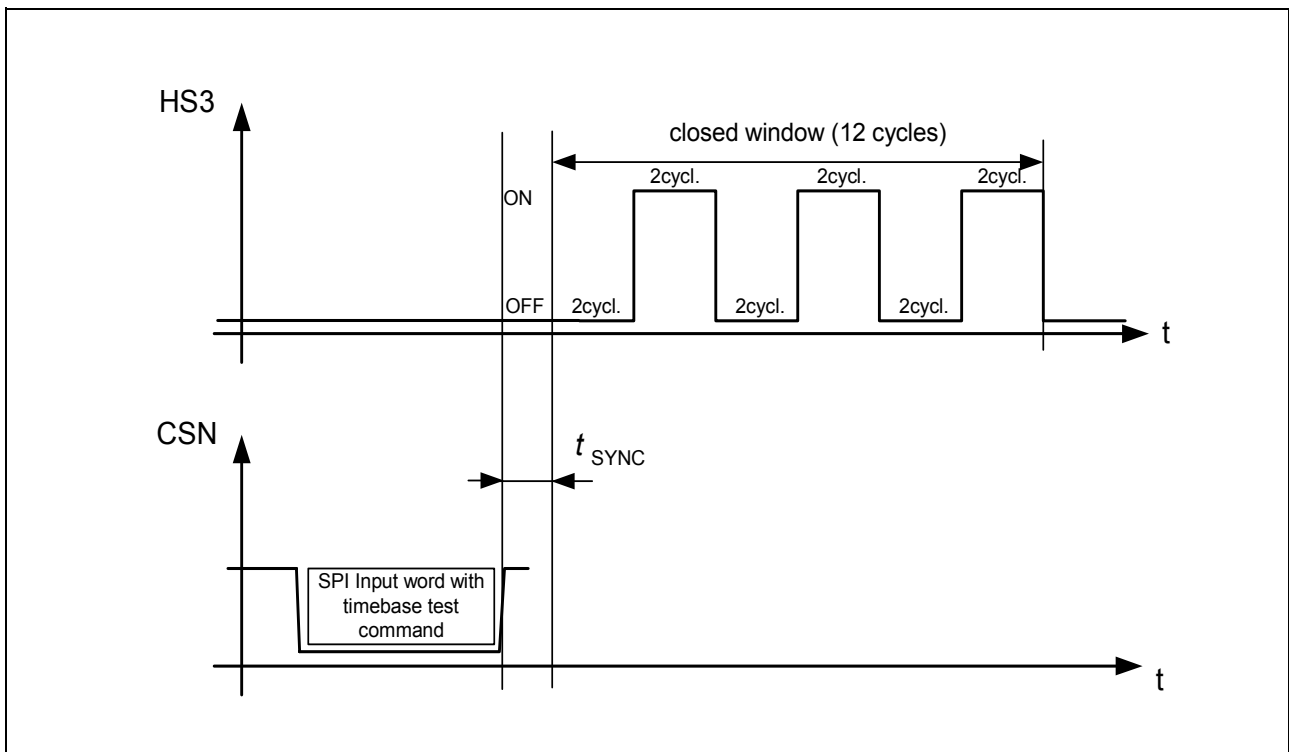 HS3
closed window (12 cycles)
2cycl.
2cycl.
2cycl.
ON
OFF
2cycl.
2cycl.
2cycl.
t
CSN
t SYNC
SPI Input word with
timebase test
command
t